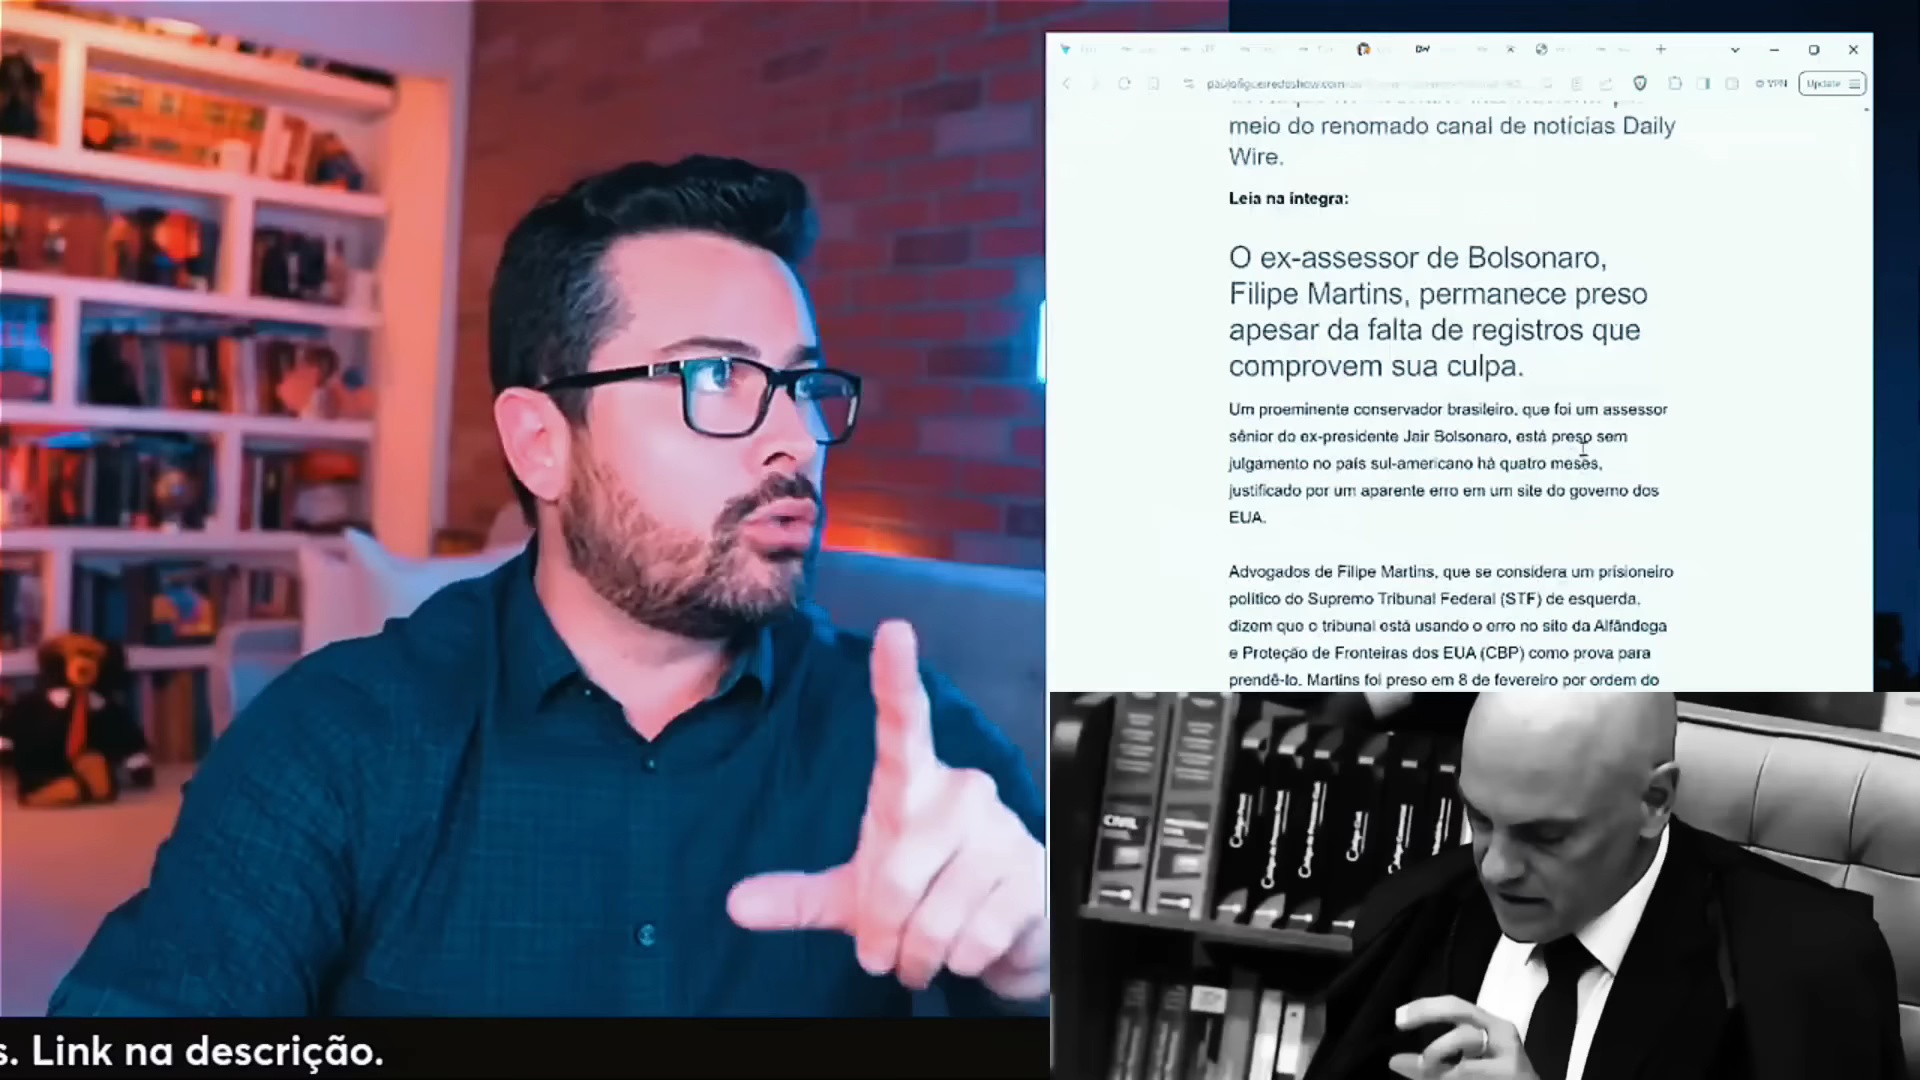 paulofigueiredoshow.com
VPN
Update
meio do renomado canal de notícias Daily
Wire.
Leia na íntegra:
O ex-assessor de Bolsonaro,
Filipe Martins, permanece preso
apesar da falta de registros que
comprovem sua culpa.
Um proeminente conservador brasileiro, que foi um assessor
sênior do ex-presidente Jair Bolsonaro, está preso sem
julgamento no país sul-americano há quatro meses,
justificado por um aparente erro em um site do governo dos
EUA.
Advogados de Filipe Martins, que se considera um prisioneiro
político do Supremo Tribunal Federal (STF) de esquerda,
dizem que o tribunal está usando o erro no site da Alfândega
e Proteção de Fronteiras dos EUA (CBP) como prova para
prendê-lo. Martins foi preso em 8 de fevereiro por ordem do
CIVIL
s. Link na descrição.